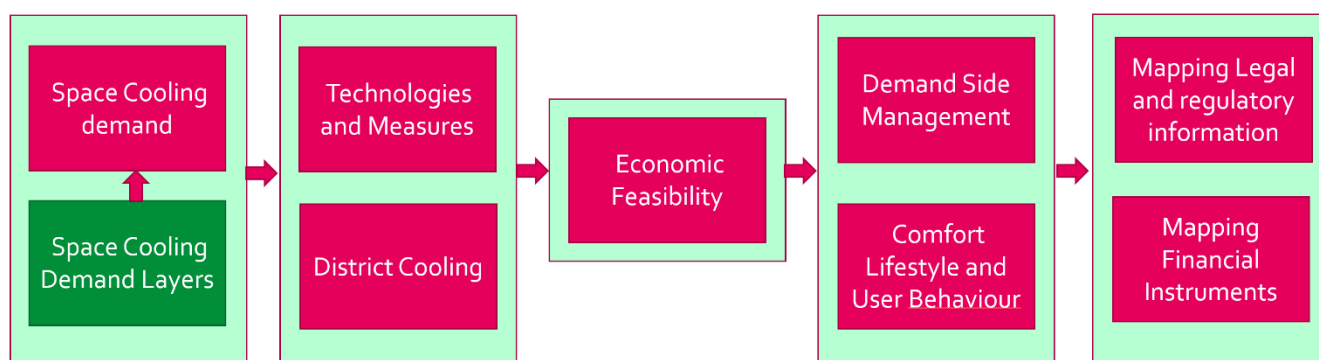 Space Cooling
demand
Space Cooling
Demand Layers
Technologies
and Measures
District Cooling
Economic
Feasibility
Demand Side
Management
Comfort
Lifestyle and
User Behaviour
Mapping Legal
and regulatory
information
Mapping
Financial
Instruments